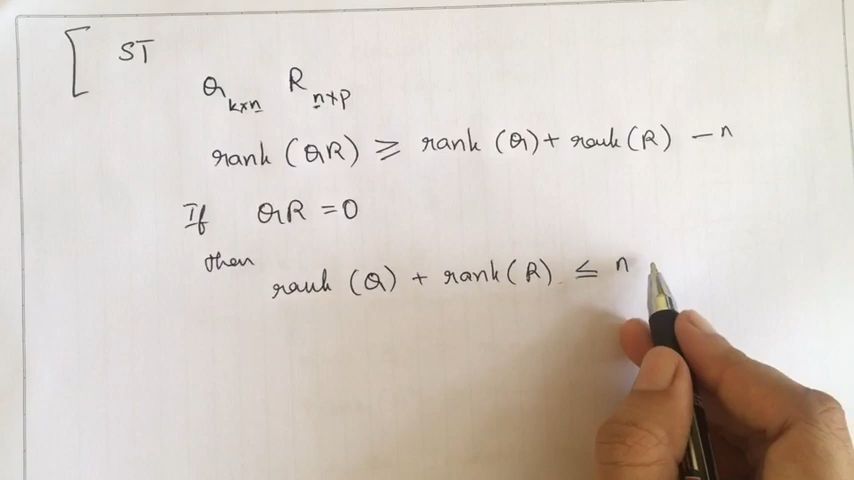 ST
Q k×n R n×p
rank (QR) ≥ rank (Q) + rank (R) - n
If QR = 0
then
rank (Q) + rank (R) ≤ n